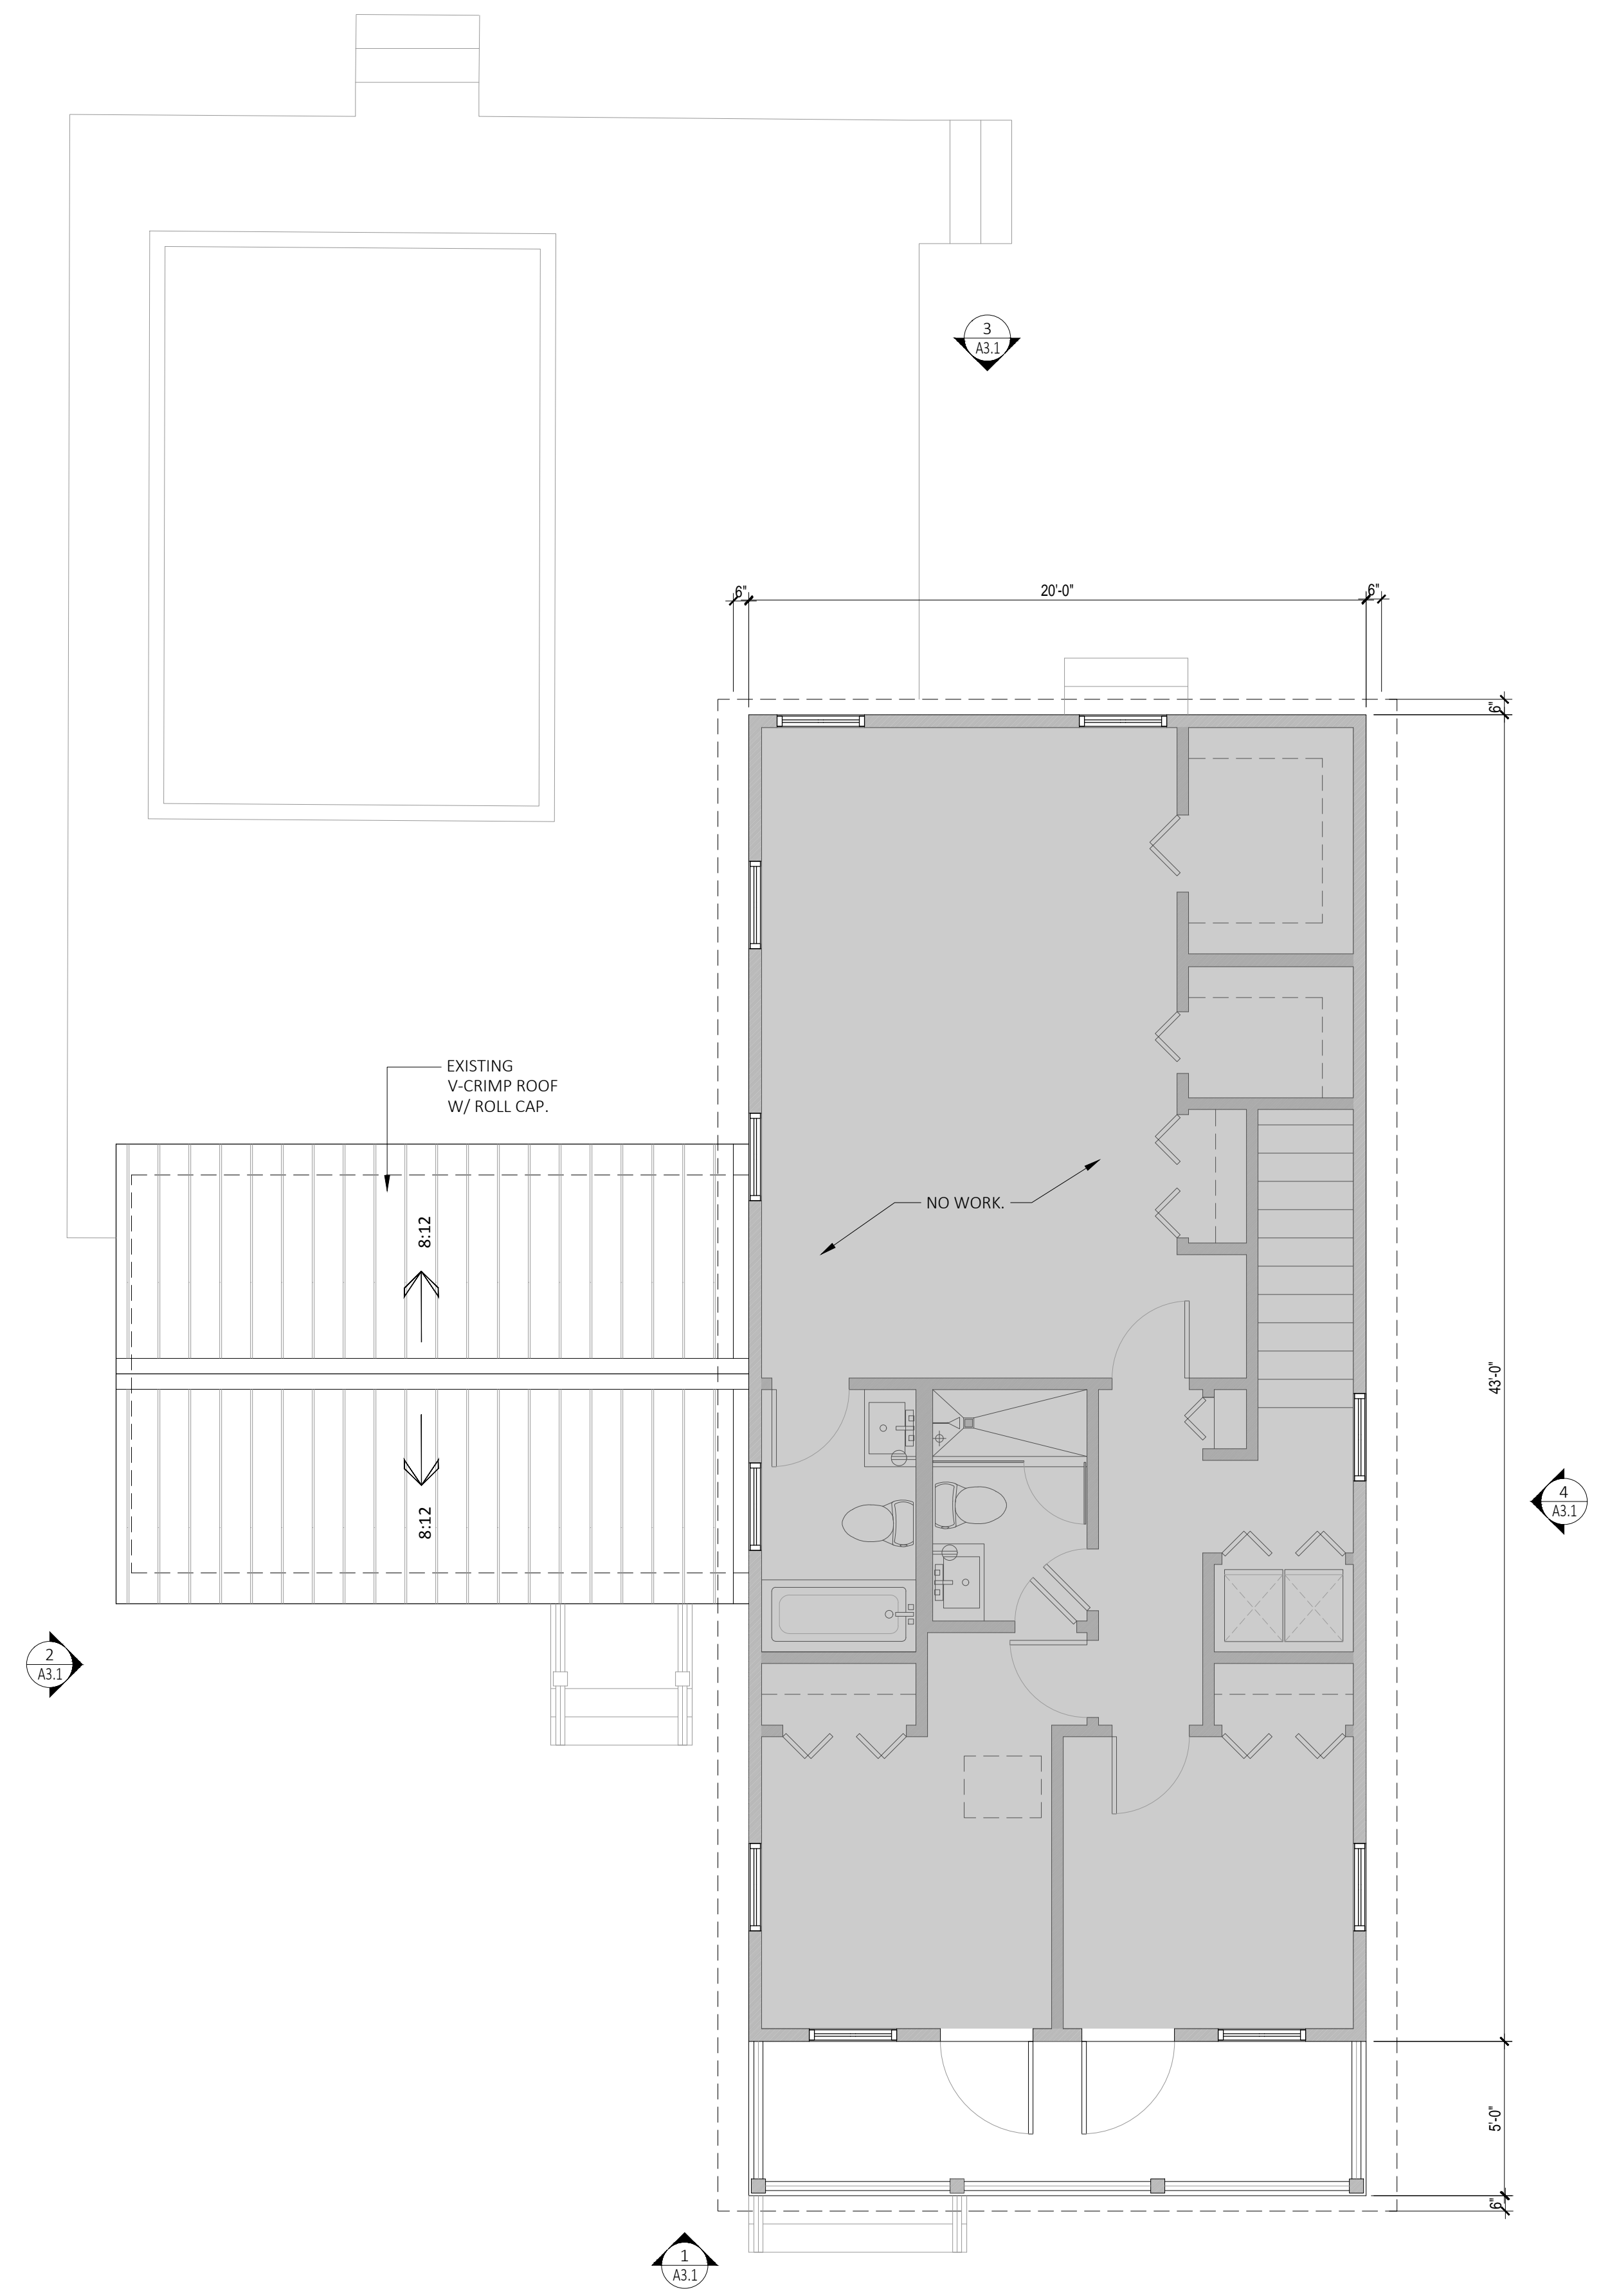 3
A3.1
6"
20'-0"
6"
6"
EXISTING
V-CRIMP ROOF
W/ ROLL CAP.
NO WORK.
8:12
43'-0"
8:12
4
A3.1
2
A3.1
5'-0"
6"
1
A3.1